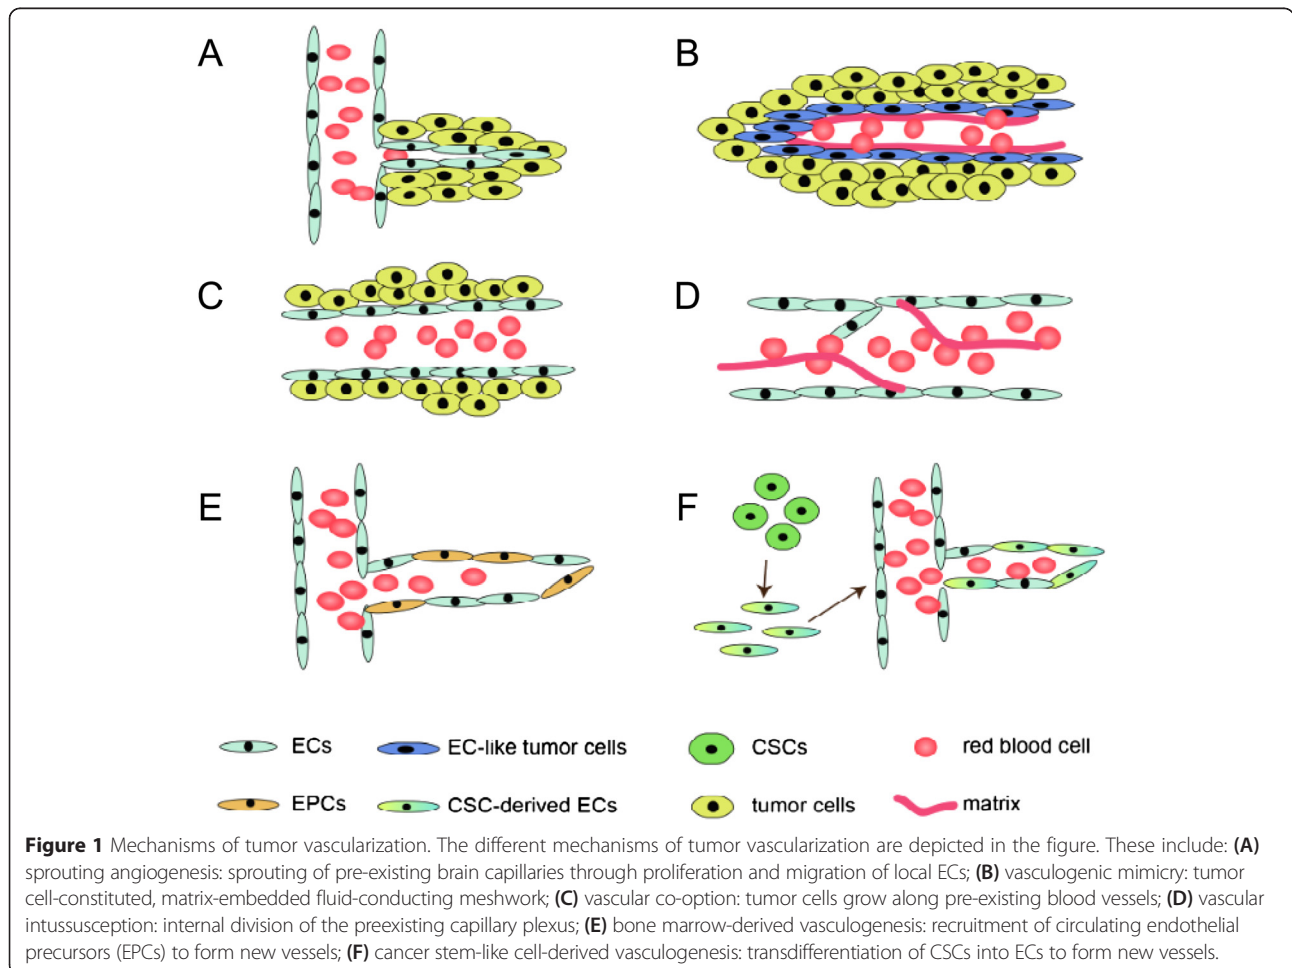 A
B
C
D
E
F
ECs
EC-like tumor cells
CSCs
red blood cell
EPCs
CSC-derived ECs
tumor cells
matrix
Figure 1 Mechanisms of tumor vascularization. The different mechanisms of tumor vascularization are depicted in the figure. These include: (A)
sprouting angiogenesis: sprouting of pre-existing brain capillaries through proliferation and migration of local ECs; (B) vasculogenic mimicry: tumor
cell-constituted, matrix-embedded fluid-conducting meshwork; (C) vascular co-option: tumor cells grow along pre-existing blood vessels; (D) vascular
intussusception: internal division of the preexisting capillary plexus; (E) bone marrow-derived vasculogenesis: recruitment of circulating endothelial
precursors (EPCs) to form new vessels; (F) cancer stem-like cell-derived vasculogenesis: transdifferentiation of CSCs into ECs to form new vessels.